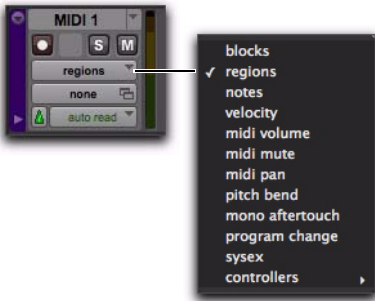 MIDI 1
S M
regions
none
auto read
blocks
✓ regions
notes
velocity
midi volume
midi mute
midi pan
pitch bend
mono aftertouch
program change
sysex
controllers